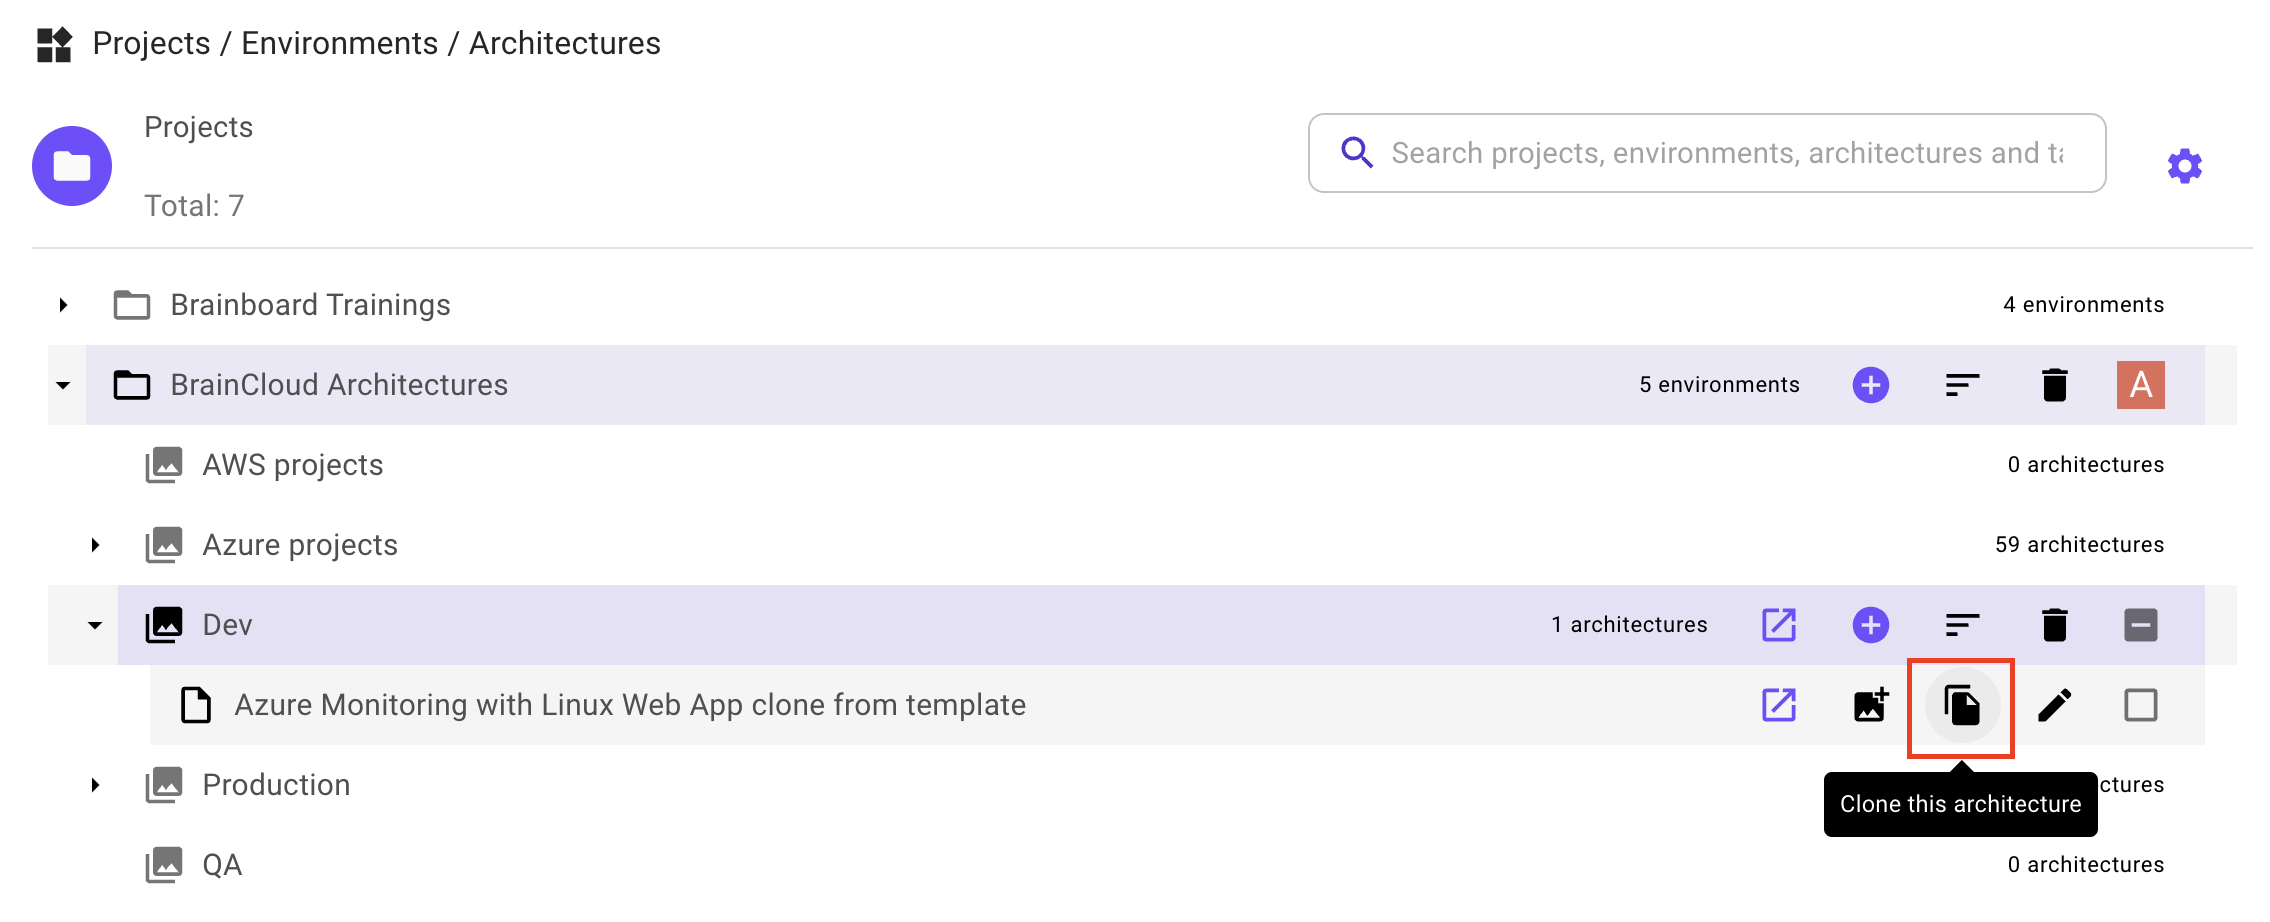 Projects / Environments / Architectures
Projects
Search projects, environments, architectures and
Total: 7
Brainboard Trainings 4 environments
BrainCloud Architectures 5 environments A
AWS projects 0 architectures
Azure projects 59 architectures
Dev 1 architectures
Azure Monitoring with Linux Web App clone from template
Production
Clone this architecture
QA 0 architectures